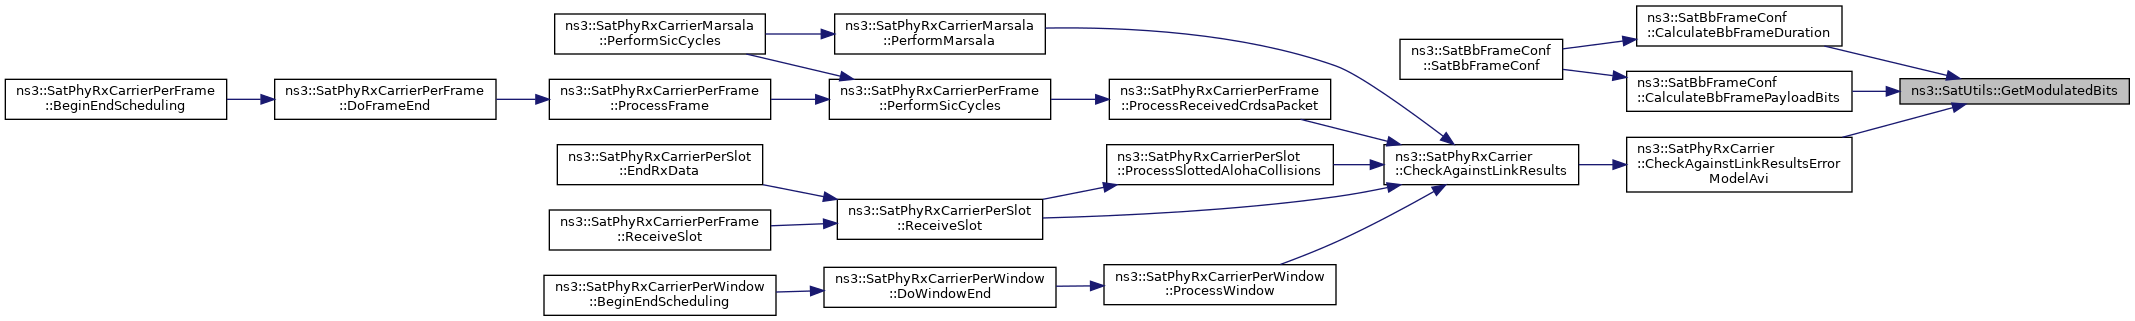 ns3::SatPhyRxCarrierPerFrame
::BeginEndScheduling
ns3::SatPhyRxCarrierPerFrame
::DoFrameEnd
ns3::SatPhyRxCarrierMarsala
::PerformSicCycles
ns3::SatPhyRxCarrierPerFrame
::ProcessFrame
ns3::SatPhyRxCarrierPerSlot
::EndRxData
ns3::SatPhyRxCarrierPerFrame
::ReceiveSlot
ns3::SatPhyRxCarrierPerWindow
::BeginEndScheduling
ns3::SatPhyRxCarrierMarsala
::PerformMarsala
ns3::SatPhyRxCarrierPerFrame
::PerformSicCycles
ns3::SatPhyRxCarrierPerSlot
::ReceiveSlot
ns3::SatPhyRxCarrierPerWindow
::DoWindowEnd
ns3::SatPhyRxCarrierPerFrame
::ProcessReceivedCrdsaPacket
ns3::SatPhyRxCarrierPerSlot
::ProcessSlottedAlohaCollisions
ns3::SatPhyRxCarrierPerWindow
::ProcessWindow
ns3::SatBbFrameConf
::SatBbFrameConf
ns3::SatPhyRxCarrier
::CheckAgainstLinkResults
ns3::SatBbFrameConf
::CalculateBbFrameDuration
ns3::SatBbFrameConf
::CalculateBbFramePayloadBits
ns3::SatPhyRxCarrier
::CheckAgainstLinkResultsError
ModelAvi
ns3::SatUtils::GetModulatedBits